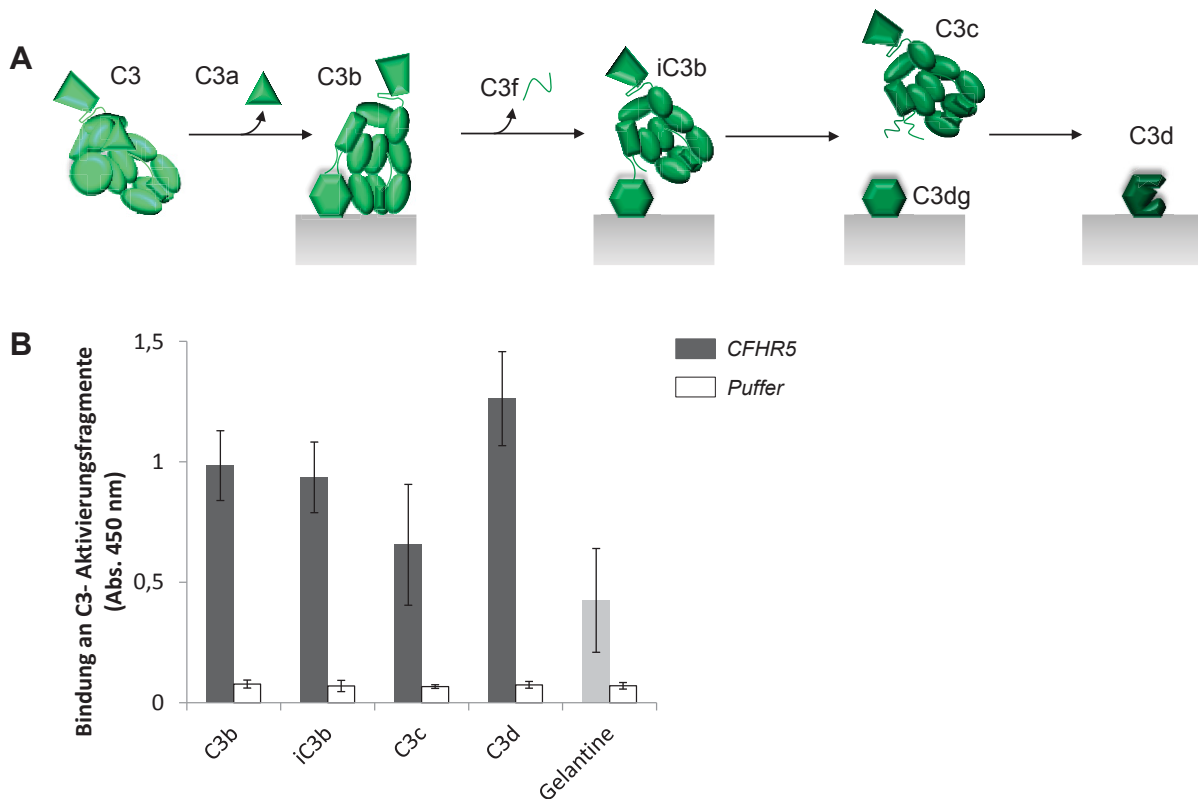 A
C3
C3a
C3b
C3f
iC3b
C3c
C3dg
C3d
B
Bindung an C3- Aktivierungsfragmente
(Abs. 450 nm)
1,5
1
0,5
0
CFHR5
Puffer
C3b
iC3b
C3c
C3d
Gelantine